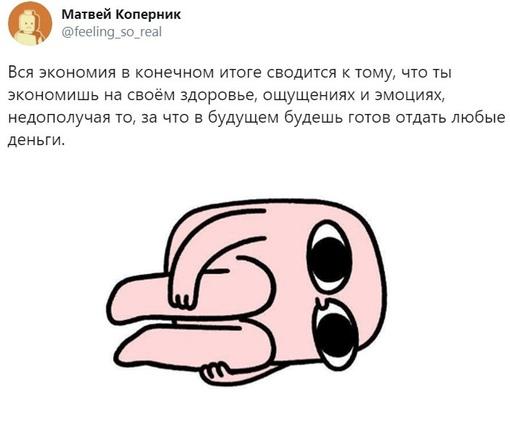 Матвей Коперник
@feeling_so_real
Вся экономия в конечном итоге сводится к тому, что ты
экономишь на своём здоровье, ощущениях и эмоциях,
недополучая то, за что в будущем будешь готов отдать любые
деньги.